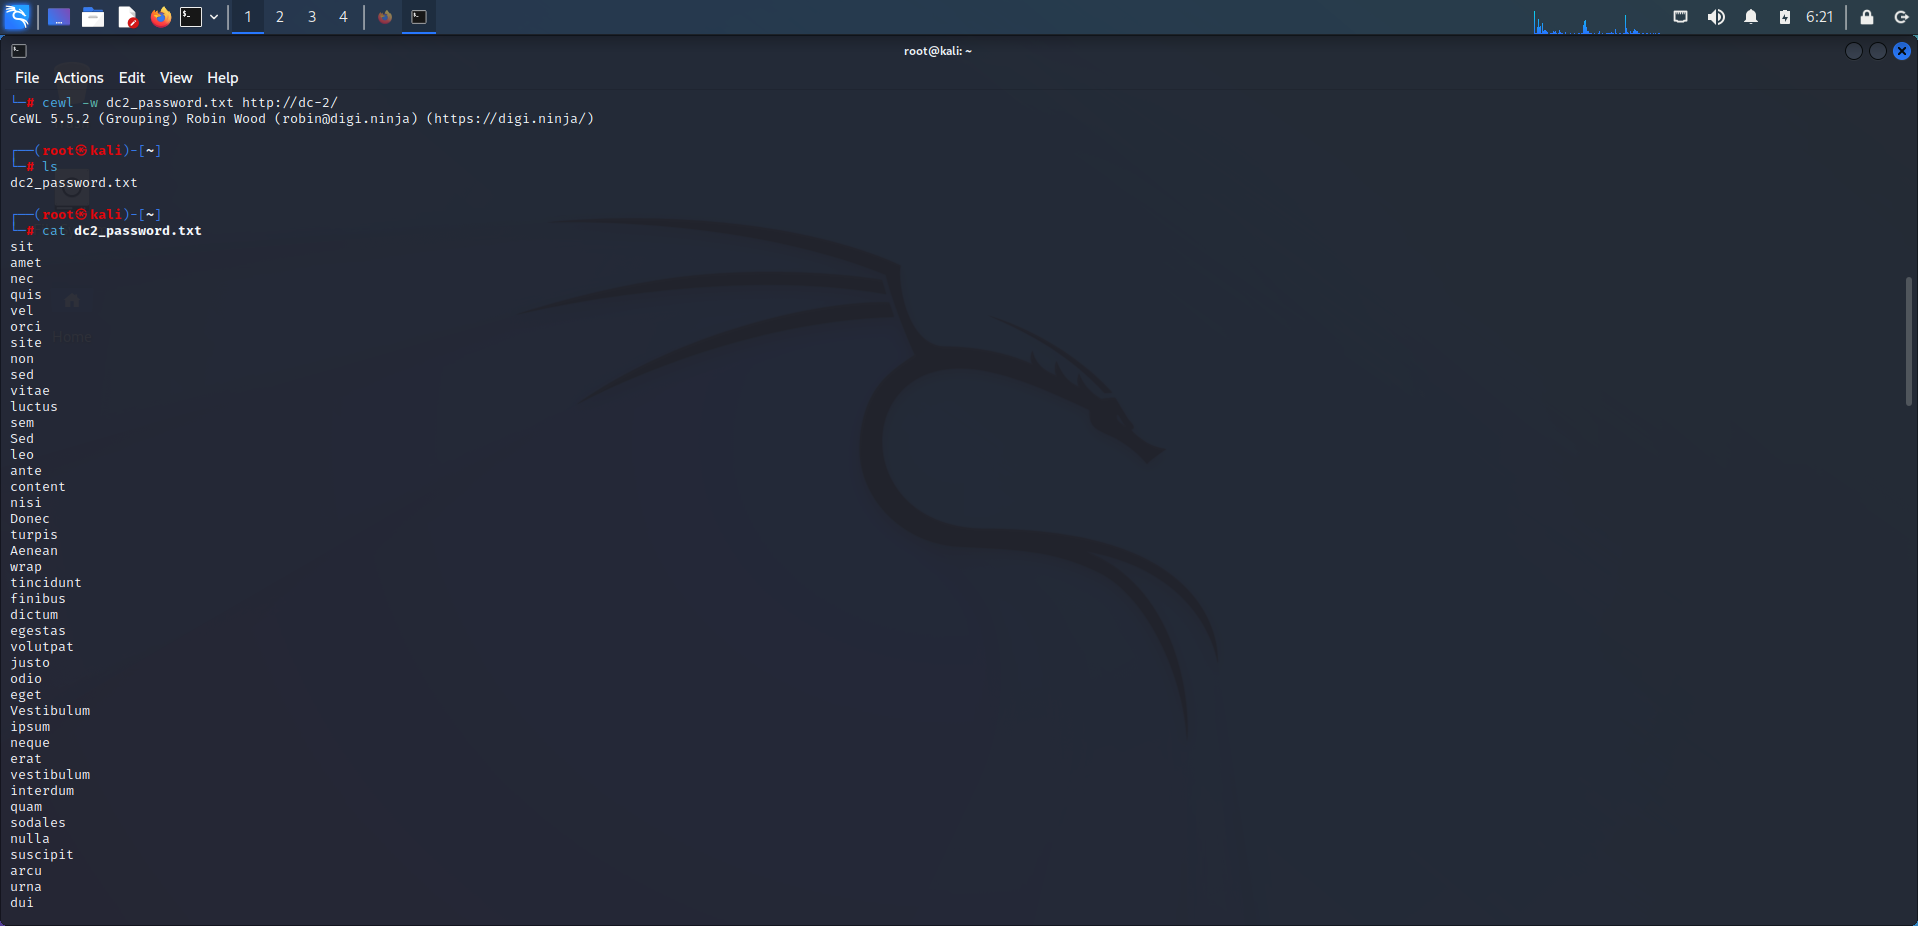 1 2 3 4 6:21
root@kali: ~
File Actions Edit View Help
└─# cewl -w dc2_password.txt http://dc-2/
CeWL 5.5.2 (Grouping) Robin Wood (robin@digi.ninja) (https://digi.ninja/)
┌──(root㉿kali)-[~]
└─# ls
dc2_password.txt
┌──(root㉿kali)-[~]
└─# cat dc2_password.txt
sit
amet
nec
quis
vel
orci
site
Home
non
sed
vitae
luctus
sem
Sed
leo
ante
content
nisi
Donec
turpis
Aenean
wrap
tincidunt
finibus
dictum
egestas
volutpat
justo
odio
eget
Vestibulum
ipsum
neque
erat
vestibulum
interdum
quam
sodales
nulla
suscipit
arcu
urna
dui